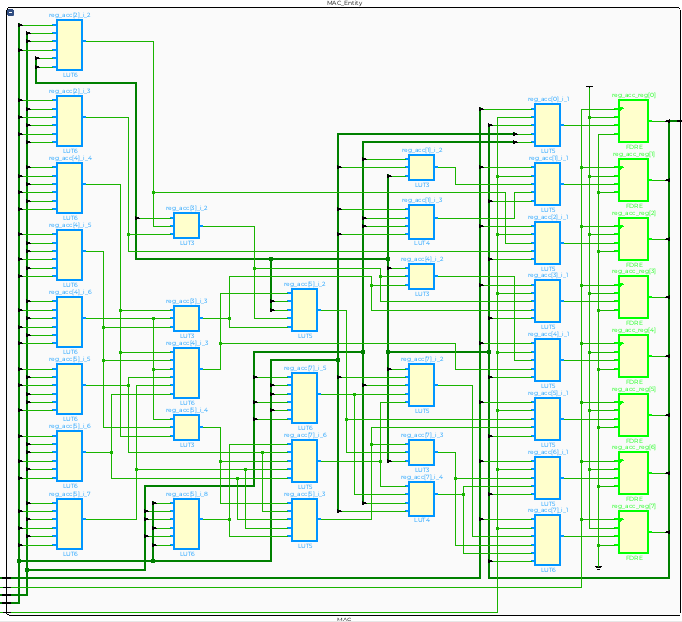 MAC_Entity
reg_acc[2]_i_2
LUT6
reg_acc[2]_i_3
LUT6
reg_acc[4]_i_4
LUT6
reg_acc[4]_i_5
LUT6
reg_acc[4]_i_6
LUT6
reg_acc[5]_i_5
LUT6
reg_acc[5]_i_6
LUT6
reg_acc[5]_i_7
LUT6
reg_acc[3]_i_2
LUT3
reg_acc[3]_i_3
LUT3
reg_acc[4]_i_3
LUT6
reg_acc[5]_i_4
LUT3
reg_acc[5]_i_8
LUT6
reg_acc[5]_i_2
LUT5
reg_acc[7]_i_5
LUT6
reg_acc[7]_i_6
LUT5
reg_acc[5]_i_3
LUT5
reg_acc[1]_i_2
LUT3
reg_acc[1]_i_3
LUT4
reg_acc[4]_i_2
LUT3
reg_acc[7]_i_2
LUT5
reg_acc[7]_i_3
LUT3
reg_acc[7]_i_4
LUT4
reg_acc[0]_i_1
LUT5
reg_acc[1]_i_1
LUT5
reg_acc[2]_i_1
LUT5
reg_acc[3]_i_1
LUT5
reg_acc[4]_i_1
LUT5
reg_acc[5]_i_1
LUT5
reg_acc[6]_i_1
LUT5
reg_acc[7]_i_1
LUT6
reg_acc_reg[0]
FDRE
reg_acc_reg[1]
FDRE
reg_acc_reg[2]
FDRE
reg_acc_reg[3]
FDRE
reg_acc_reg[4]
FDRE
reg_acc_reg[5]
FDRE
reg_acc_reg[6]
FDRE
reg_acc_reg[7]
FDRE
MAC